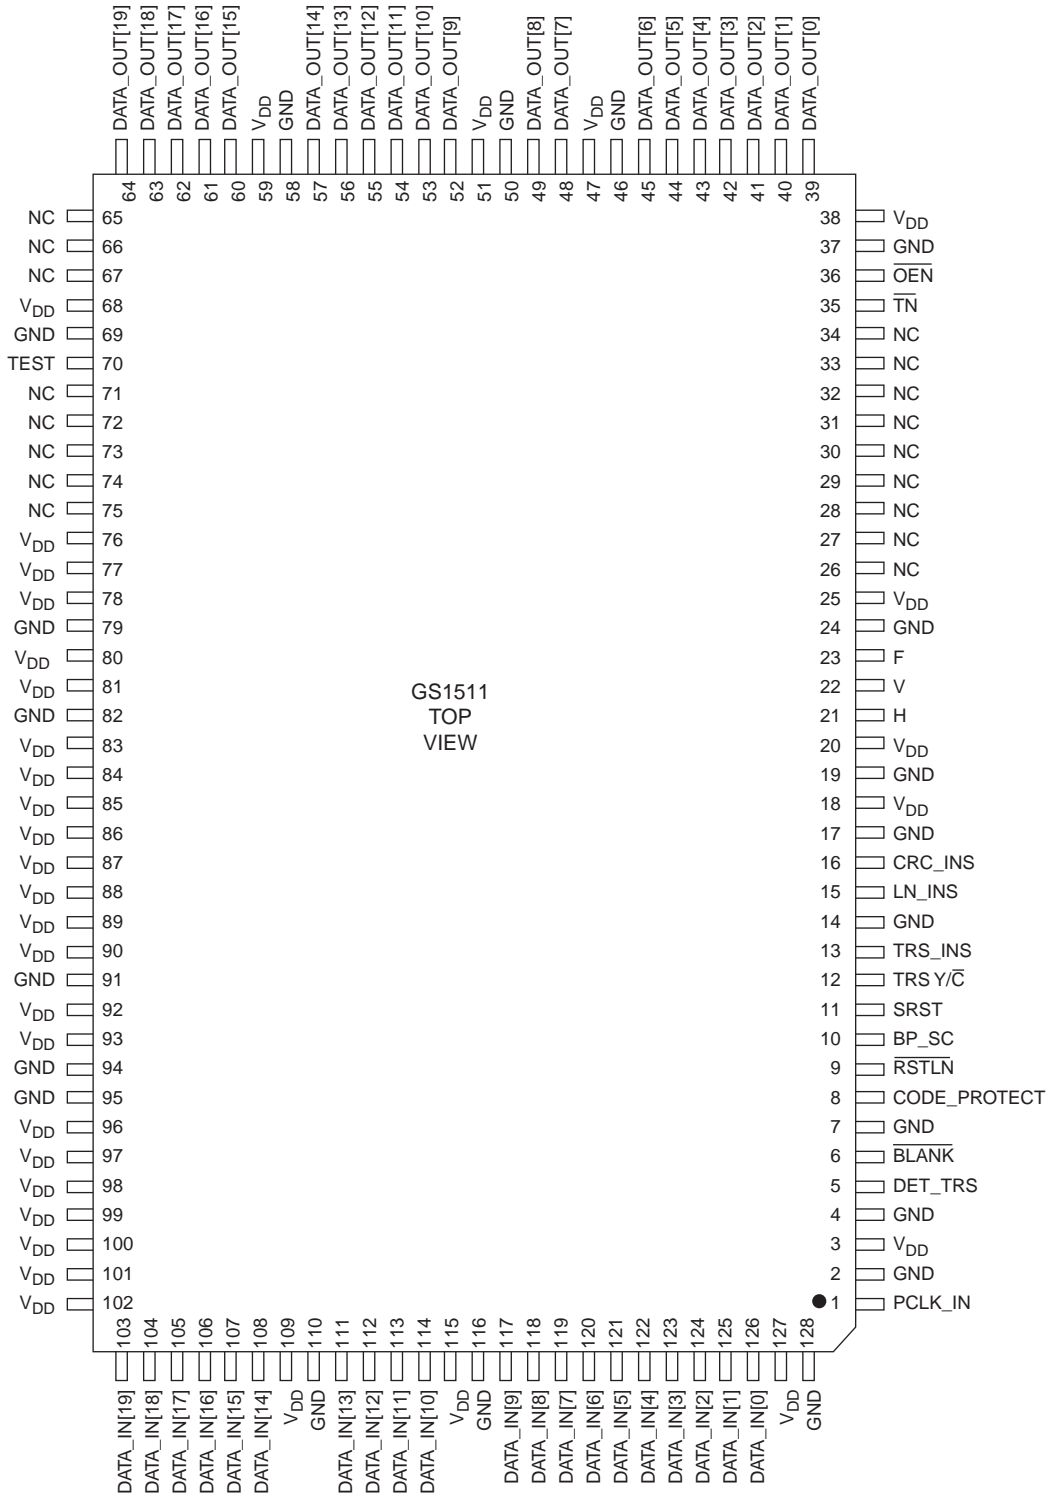 DATA_OUT[19]
DATA_OUT[18]
DATA_OUT[17]
DATA_OUT[16]
DATA_OUT[15]
VDD
GND
DATA_OUT[14]
DATA_OUT[13]
DATA_OUT[12]
DATA_OUT[11]
DATA_OUT[10]
DATA_OUT[9]
VDD
GND
DATA_OUT[8]
DATA_OUT[7]
VDD
GND
DATA_OUT[6]
DATA_OUT[5]
DATA_OUT[4]
DATA_OUT[3]
DATA_OUT[2]
DATA_OUT[1]
DATA_OUT[0]
64
63
62
61
60
59
58
57
56
55
54
53
52
51
50
49
48
47
46
45
44
43
42
41
40
39
NC 65
NC 66
NC 67
VDD 68
GND 69
TEST 70
NC 71
NC 72
NC 73
NC 74
NC 75
VDD 76
VDD 77
VDD 78
GND 79
VDD 80
VDD 81
GND 82
VDD 83
VDD 84
VDD 85
VDD 86
VDD 87
VDD 88
VDD 89
VDD 90
GND 91
VDD 92
VDD 93
GND 94
GND 95
VDD 96
VDD 97
VDD 98
VDD 99
VDD 100
VDD 101
VDD 102
GS1511
TOP
VIEW
38 VDD
37 GND
36 OEN
35 TN
34 NC
33 NC
32 NC
31 NC
30 NC
29 NC
28 NC
27 NC
26 NC
25 VDD
24 GND
23 F
22 V
21 H
20 VDD
19 GND
18 VDD
17 GND
16 CRC_INS
15 LN_INS
14 GND
13 TRS_INS
12 TRS Y/C̅
11 SRST
10 BP_SC
9 RSTLN
8 CODE_PROTECT
7 GND
6 BLANK
5 DET_TRS
4 GND
3 VDD
2 GND
1 PCLK_IN
103
104
105
106
107
108
109
110
111
112
113
114
115
116
117
118
119
120
121
122
123
124
125
126
127
128
DATA_IN[19]
DATA_IN[18]
DATA_IN[17]
DATA_IN[16]
DATA_IN[15]
DATA_IN[14]
VDD
GND
DATA_IN[13]
DATA_IN[12]
DATA_IN[11]
DATA_IN[10]
VDD
GND
DATA_IN[9]
DATA_IN[8]
DATA_IN[7]
DATA_IN[6]
DATA_IN[5]
DATA_IN[4]
DATA_IN[3]
DATA_IN[2]
DATA_IN[1]
DATA_IN[0]
VDD
GND